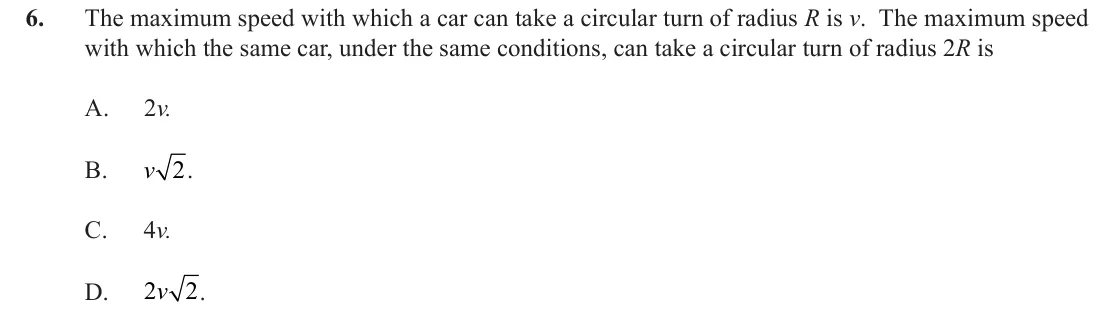 6. The maximum speed with which a car can take a circular turn of radius R is v. The maximum speed
with which the same car, under the same conditions, can take a circular turn of radius 2R is
A. 2v.
B. v√2.
C. 4v.
D. 2v√2.